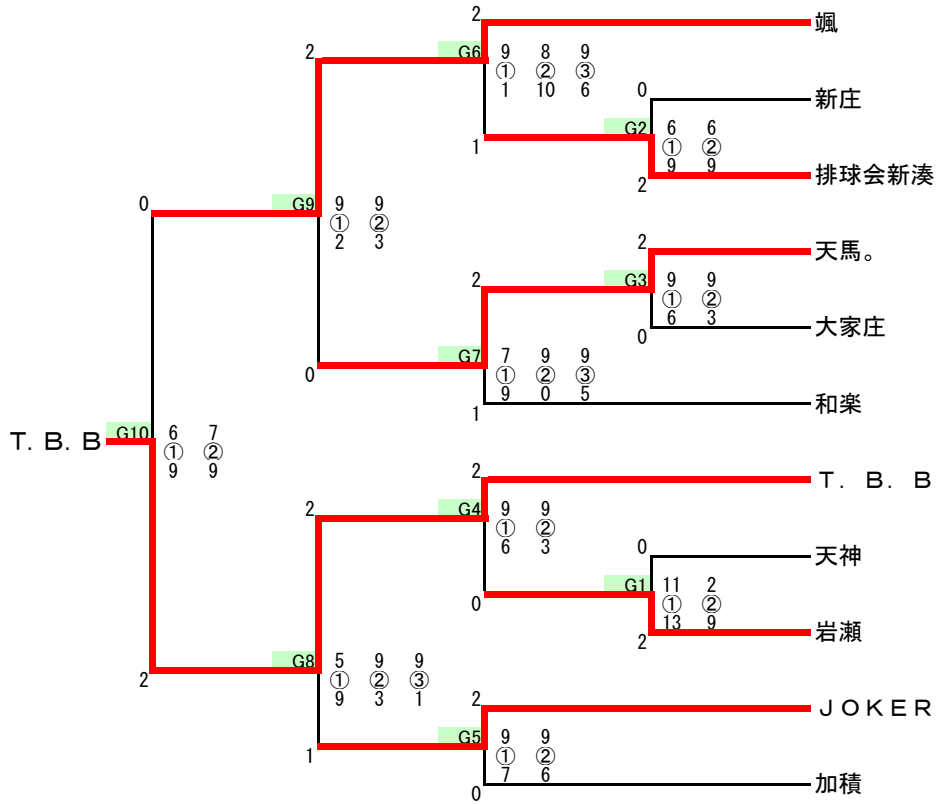 2 颯
2 G6 9 8 9
① ② ③
1 10 6
0 新庄
G2 6 6
① ②
1 9 9
2 排球会新湊
0 G9 9 9
① ②
2 3
2 天馬。
2 G3 9 9
① ②
6 3
0 大家庄
G7 7 9 9
① ② ③
0 9 0 5
1 和楽
T. B. B G10 6 7
① ②
9 9
2 T. B. B
2 G4 9 9
① ②
6 3
0 天神
0 G1 11 2
① ②
13 9
2 岩瀬
2 G8 5 9 9
① ② ③
9 3 1
2 JOKER
1 G5 9 9
① ②
7 6
0 加積